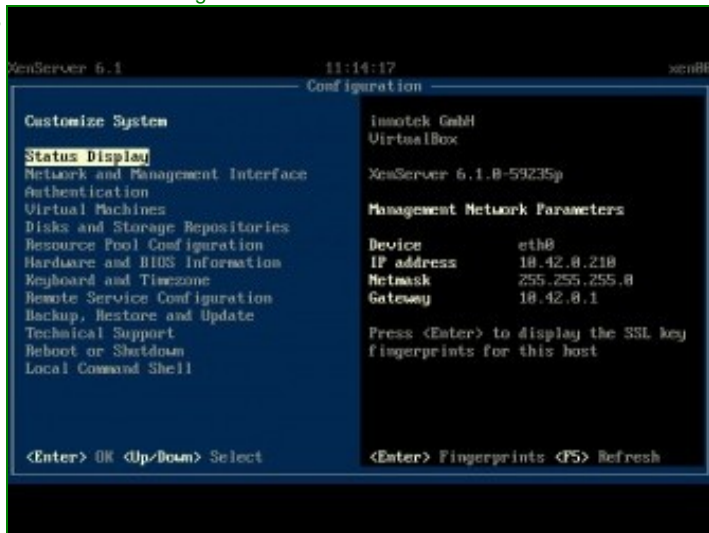 XenServer 6.1 11:14:17
Configuration
Customize System
Status Display
Network and Management Interface
Authentication
Virtual Machines
Disks and Storage Repositories
Resource Pool Configuration
Hardware and BIOS Information
Keyboard and Timezone
Remote Service Configuration
Backup, Restore and Update
Technical Support
Reboot or Shutdown
Local Command Shell
<Enter> OK <Up/Down> Select
innotek GmbH
VirtualBox
XenServer 6.1.0-59235p
Management Network Parameters
Device eth0
IP address 10.42.0.210
Netmask 255.255.255.0
Gateway 10.42.0.1
Press <Enter> to display the SSL key
fingerprints for this host
<Enter> Fingerprints <F5> Refresh